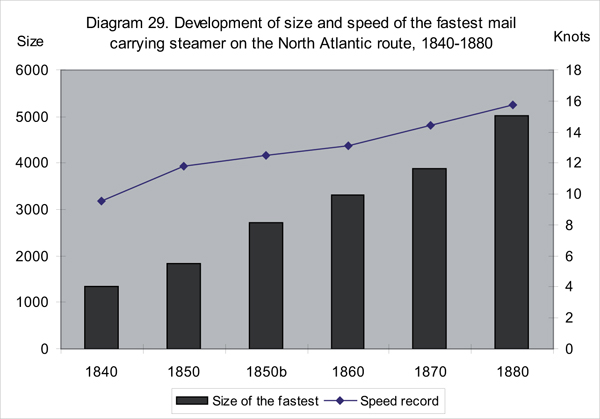 Diagram 29. Development of size and speed of the fastest mail
carrying steamer on the North Atlantic route, 1840-1880
Size
Knots
6000
5000
4000
3000
2000
1000
0
18
16
14
12
10
8
6
4
2
0
1840 1850 1850b 1860 1870 1880
Size of the fastest Speed record